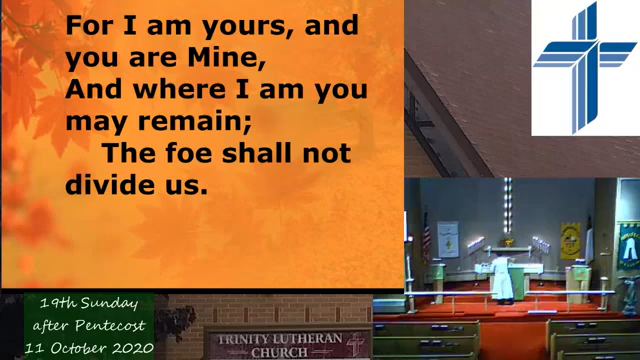 For I am yours, and
you are Mine,
And where I am you
may remain;
The foe shall not
divide us.
19th Sunday
after Pentecost
11 October 2020
TRINITY LUTHERAN
CHURCH